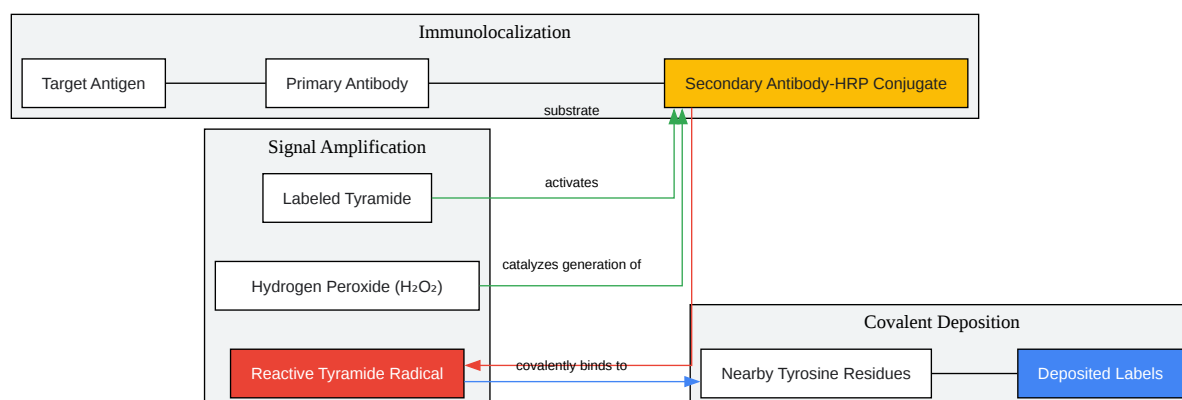 Immunolocalization
Target Antigen
Primary Antibody
Secondary Antibody-HRP Conjugate
substrate
Signal Amplification
Labeled Tyramide
activates
Hydrogen Peroxide (H₂O₂)
catalyzes generation of
Covalent Deposition
Reactive Tyramide Radical
covalently binds to
Nearby Tyrosine Residues
Deposited Labels